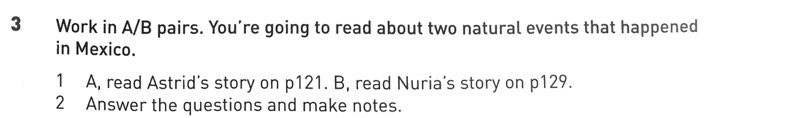 3 Work in A/B pairs. You're going to read about two natural events that happened
in Mexico.
1 A, read Astrid's story on p121. B, read Nuria's story on p129.
2 Answer the questions and make notes.